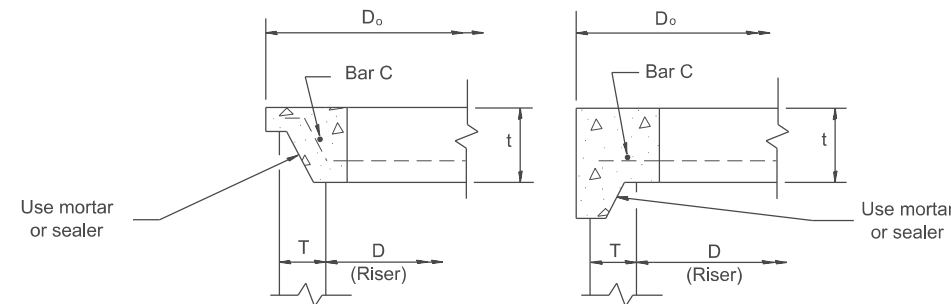 Dₒ
Dₒ
Bar C
Bar C
t
t
Use mortar
or sealer
Use mortar
or sealer
T
D
(Riser)
T
D
(Riser)